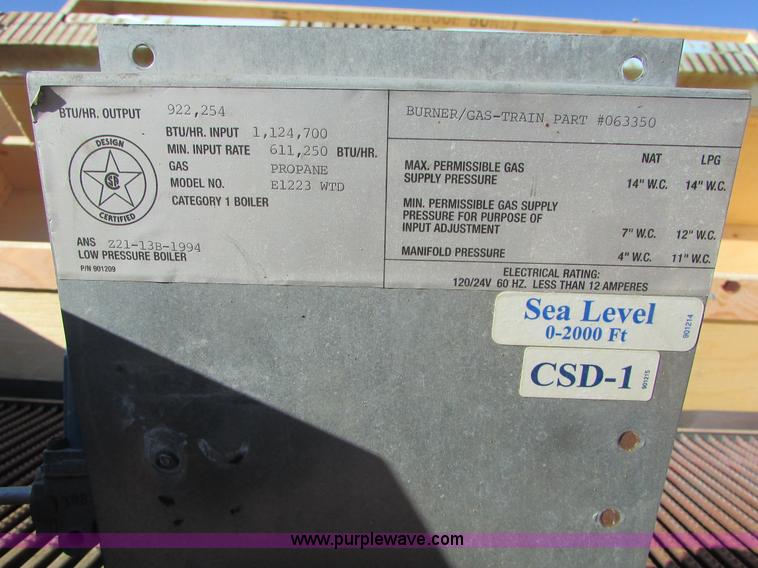 BTU/HR. OUTPUT 922,254
BTU/HR. INPUT 1,124,700
MIN. INPUT RATE 611,250 BTU/HR.
GAS PROPANE
MODEL NO. E1223 WTD
CATEGORY 1 BOILER
DESIGN
CERTIFIED
ANS Z21-13B-1994
LOW PRESSURE BOILER
P/N 901209
BURNER/GAS-TRAIN PART #063350
NAT LPG
MAX. PERMISSIBLE GAS
SUPPLY PRESSURE 14" W.C. 14" W.C.
MIN. PERMISSIBLE GAS SUPPLY
PRESSURE FOR PURPOSE OF
INPUT ADJUSTMENT 7" W.C. 12" W.C.
MANIFOLD PRESSURE 4" W.C. 11" W.C.
ELECTRICAL RATING:
120/24V 60 HZ. LESS THAN 12 AMPERES
Sea Level
0-2000 Ft
901214
CSD-1
901215
www.purplewave.com